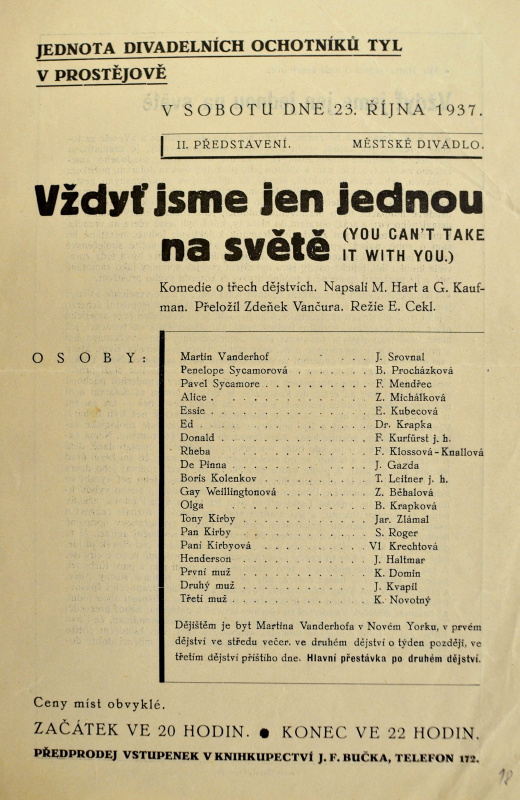 JEDNOTA DIVADELNÍCH OCHOTNÍKŮ TYL
V PROSTĚJOVĚ
V SOBOTU DNE 23. ŘÍJNA 1937.
II. PŘEDSTAVENÍ. MĚSTSKÉ DIVADLO.
Vždyť jsme jen jednou
na světě (YOU CAN'T TAKE
IT WITH YOU.)
Komedie o třech dějstvích. Napsali M. Hart a G. Kauf-
man. Přeložil Zdeněk Vančura. Režie E. Cekl.
OSOBY:
Martin Vanderhof . . . . . J. Srovnal
Penelope Sycamorová . . . . . . . B. Procházková
Pavel Sycamore . . . . . . . . . F. Mendřec
Alice . . . . . . . . . . . . . Z. Michálková
Essie . . . . . . . . . . . . . E. Kubecová
Ed . . . . . . . . . . . . . . Dr. Krapka
Donald . . . . . . . . . . . . F. Kurfürst j. h.
Rheba . . . . . . . . . . . . F. Klossová-Knallová
De Pinna . . . . . . . . . . . J. Gazda
Boris Kolenkov . . . . . . . . . T. Leitner j. h.
Gay Weillingtonová . . . . . . . Z. Běhalová
Olga . . . . . . . . . . . . . B. Krapková
Tony Kirby . . . . . . . . . . Jar. Zlámal
Pan Kirby . . . . . . . . . . . S. Roger
Paní Kirbyová . . . . . . . . . Vl. Krechtová
Henderson . . . . . . . . . . . J. Haltmar
První muž . . . . . . . . . . . K. Domin
Druhý muž . . . . . . . . . . . J. Kvapil
Třetí muž . . . . . . . . . . . K. Novotný
Dějištěm je byt Martina Vanderhofa v Novém Yorku, v prvém
dějství ve středu večer, ve druhém dějství o týden později, ve
třetím dějství příštího dne. Hlavní přestávka po druhém dějství.
Ceny míst obvyklé.
ZAČÁTEK VE 20 HODIN. ● KONEC VE 22 HODIN.
PŘEDPRODEJ VSTUPENEK V KNIHKUPECTVÍ J. F. BUČKA, TELEFON 172.